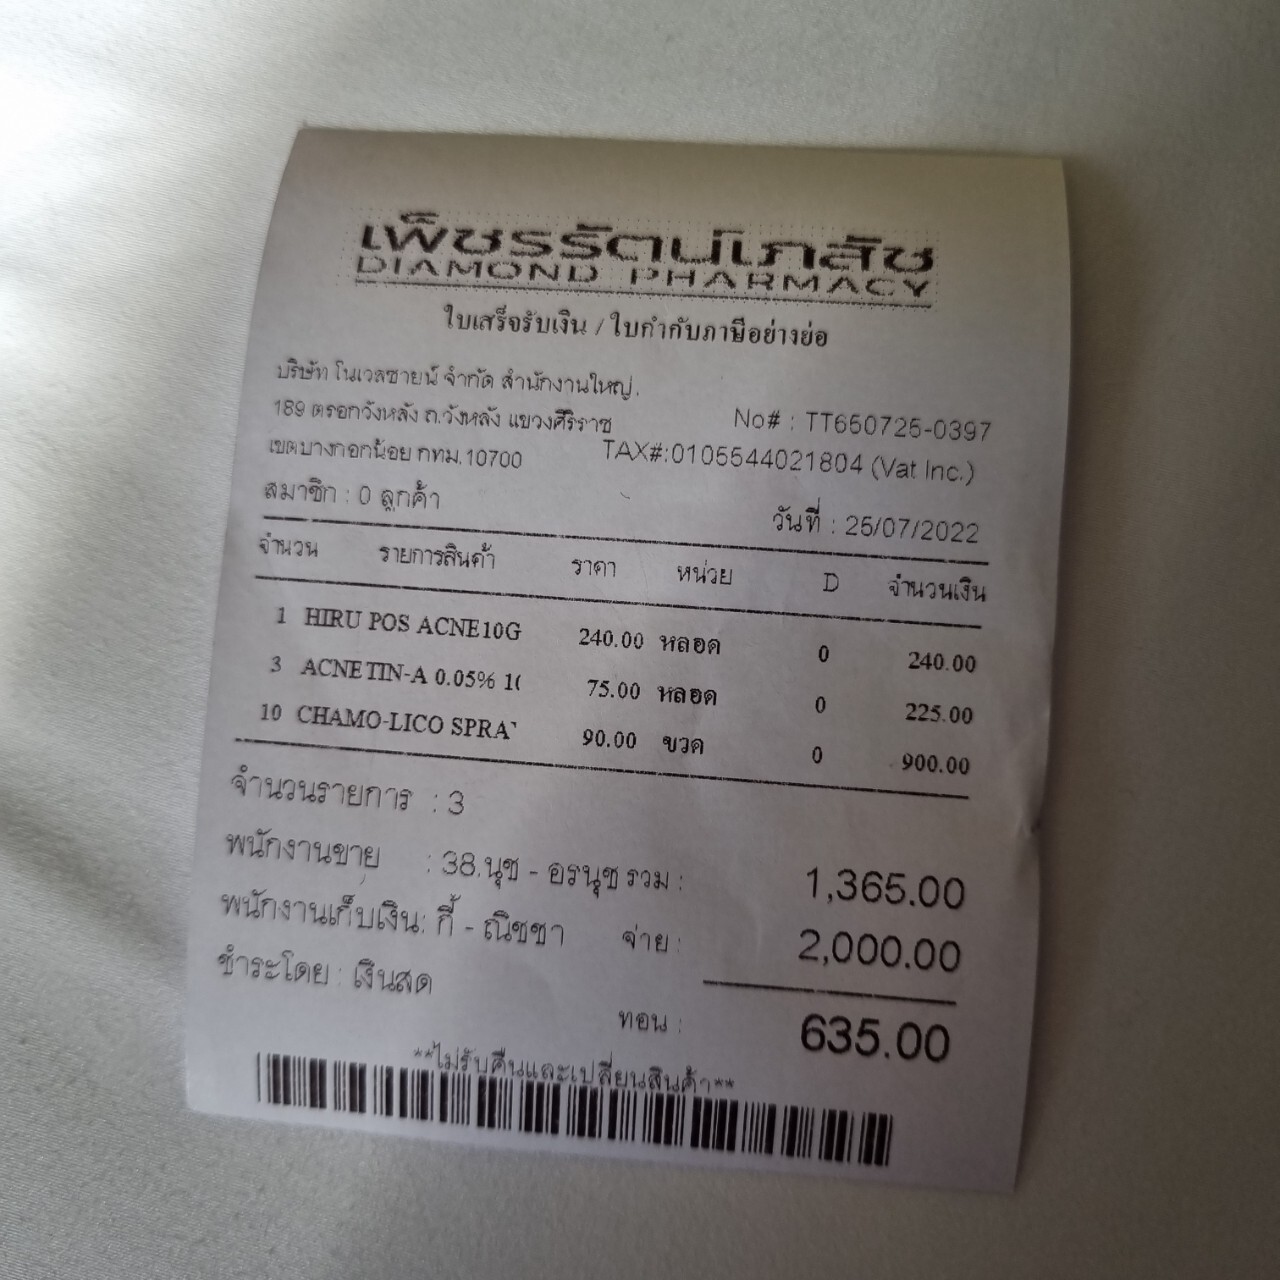 เพ็ชรรัตน์เภสัช
DIAMOND PHARMACY
ใบเสร็จรับเงิน / ใบกำกับภาษีอย่างย่อ
บริษัท โนเวลซายน์ จำกัด สำนักงานใหญ่.
189 ตรอกวังหลัง ถ.วังหลัง แขวงศิริราช No# : TT650725-0397
เขตบางกอกน้อย กทม.10700 TAX#:0105544021804 (Vat Inc.)
สมาชิก : 0 ลูกค้า วันที่ : 25/07/2022
จำนวน รายการสินค้า ราคา หน่วย D จำนวนเงิน
1 HIRU POS ACNE10G 240.00 หลอด 0 240.00
3 ACNETIN-A 0.05% 75.00 หลอด 0 225.00
10 CHAMO-LICO 90.00 ขวด 0 900.00
จำนวนรายการ : 3
พนักงานขาย : 38.นุช - อรนุช รวม : 1,365.00
พนักงานเก็บเงิน: กี้ - ณิชชา จ่าย : 2,000.00
ชำระโดย : เงินสด
ทอน : 635.00
**ไม่รับคืนและเปลี่ยนสินค้า**